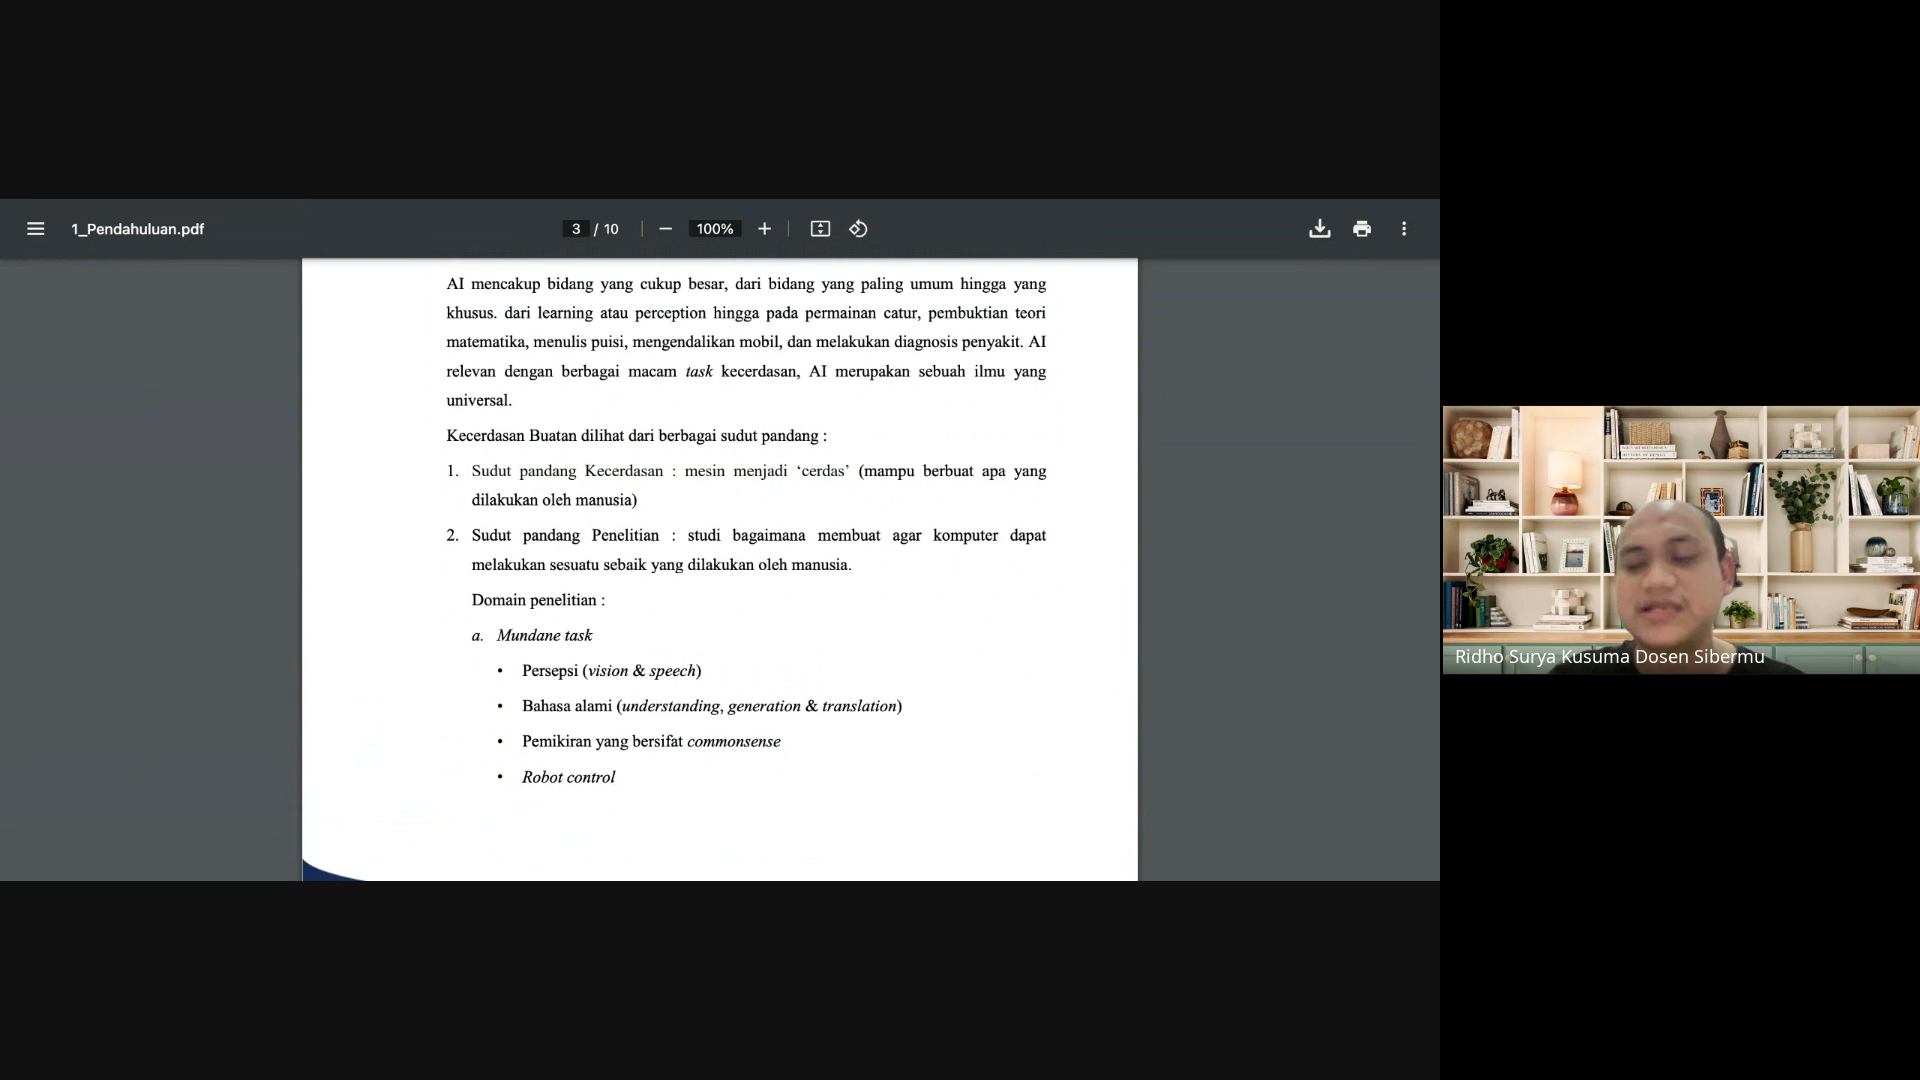 1_Pendahuluan.pdf
3 / 10
100%
AI mencakup bidang yang cukup besar, dari bidang yang paling umum hingga yang
khusus. dari learning atau perception hingga pada permainan catur, pembuktian teori
matematika, menulis puisi, mengendalikan mobil, dan melakukan diagnosis penyakit. AI
relevan dengan berbagai macam task kecerdasan, AI merupakan sebuah ilmu yang
universal.
Kecerdasan Buatan dilihat dari berbagai sudut pandang :
1. Sudut pandang Kecerdasan : mesin menjadi ‘cerdas’ (mampu berbuat apa yang
dilakukan oleh manusia)
2. Sudut pandang Penelitian : studi bagaimana membuat agar komputer dapat
melakukan sesuatu sebaik yang dilakukan oleh manusia.
Domain penelitian :
a. Mundane task
• Persepsi (vision & speech)
• Bahasa alami (understanding, generation & translation)
• Pemikiran yang bersifat commonsense
• Robot control
Ridho Surya Kusuma Dosen Sibermu